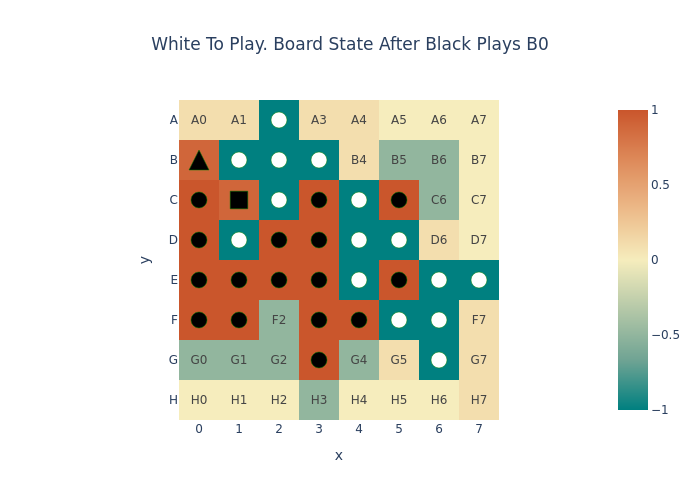 White To Play. Board State After Black Plays B0
A A0 A1 A3 A4 A5 A6 A7
B B4 B5 B6 B7
C C6 C7
D D6 D7
E
F F2 F7
G G0 G1 G2 G4 G5 G7
H H0 H1 H2 H3 H4 H5 H6 H7
0 1 2 3 4 5 6 7
x
y
1
0.5
0
−0.5
−1